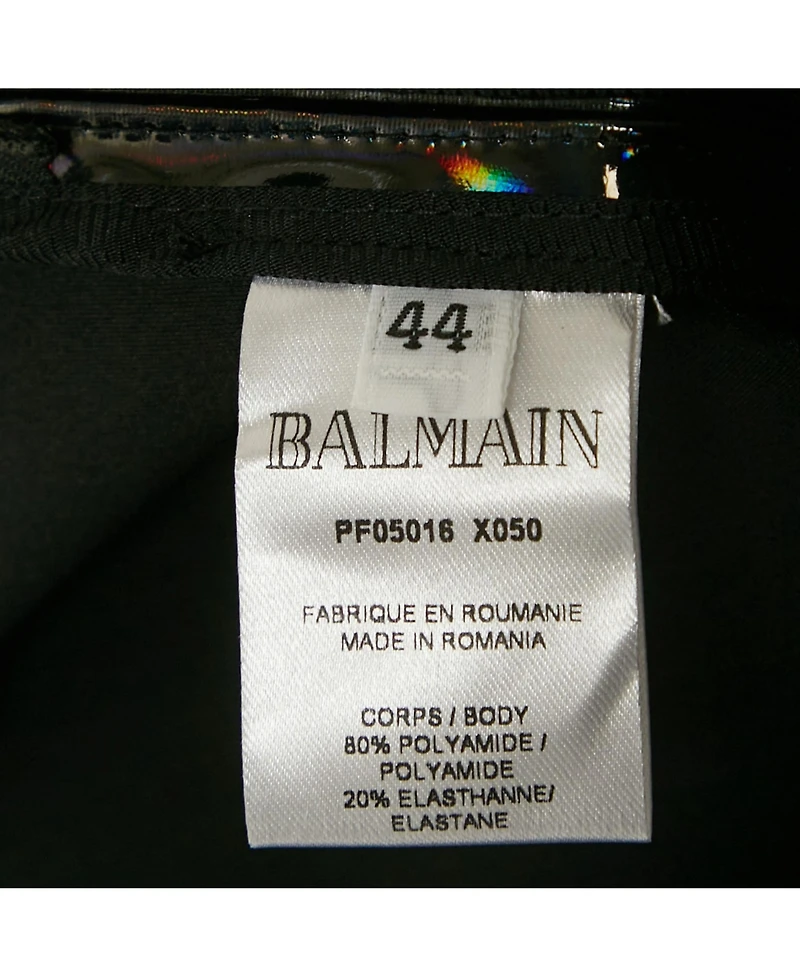 44
BALMAIN
PF05016 X050
FABRIQUE EN ROUMANIE
MADE IN ROMANIA
CORPS / BODY
80% POLYAMIDE /
POLYAMIDE
20% ELASTHANNE/
ELASTANE